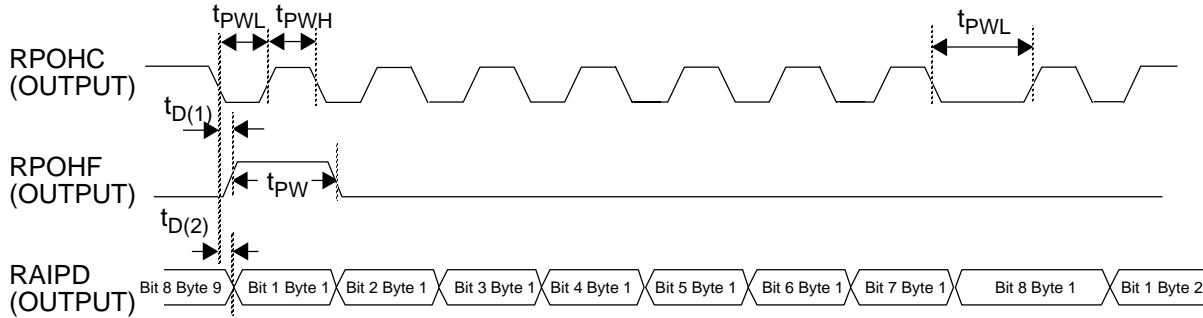 tPWL tPWH tPWL
RPOHC
(OUTPUT)
tD(1)
RPOHF
(OUTPUT)
tPW
tD(2)
RAIPD
(OUTPUT)
Bit 8 Byte 9 Bit 1 Byte 1 Bit 2 Byte 1 Bit 3 Byte 1 Bit 4 Byte 1 Bit 5 Byte 1 Bit 6 Byte 1 Bit 7 Byte 1 Bit 8 Byte 1 Bit 1 Byte 2